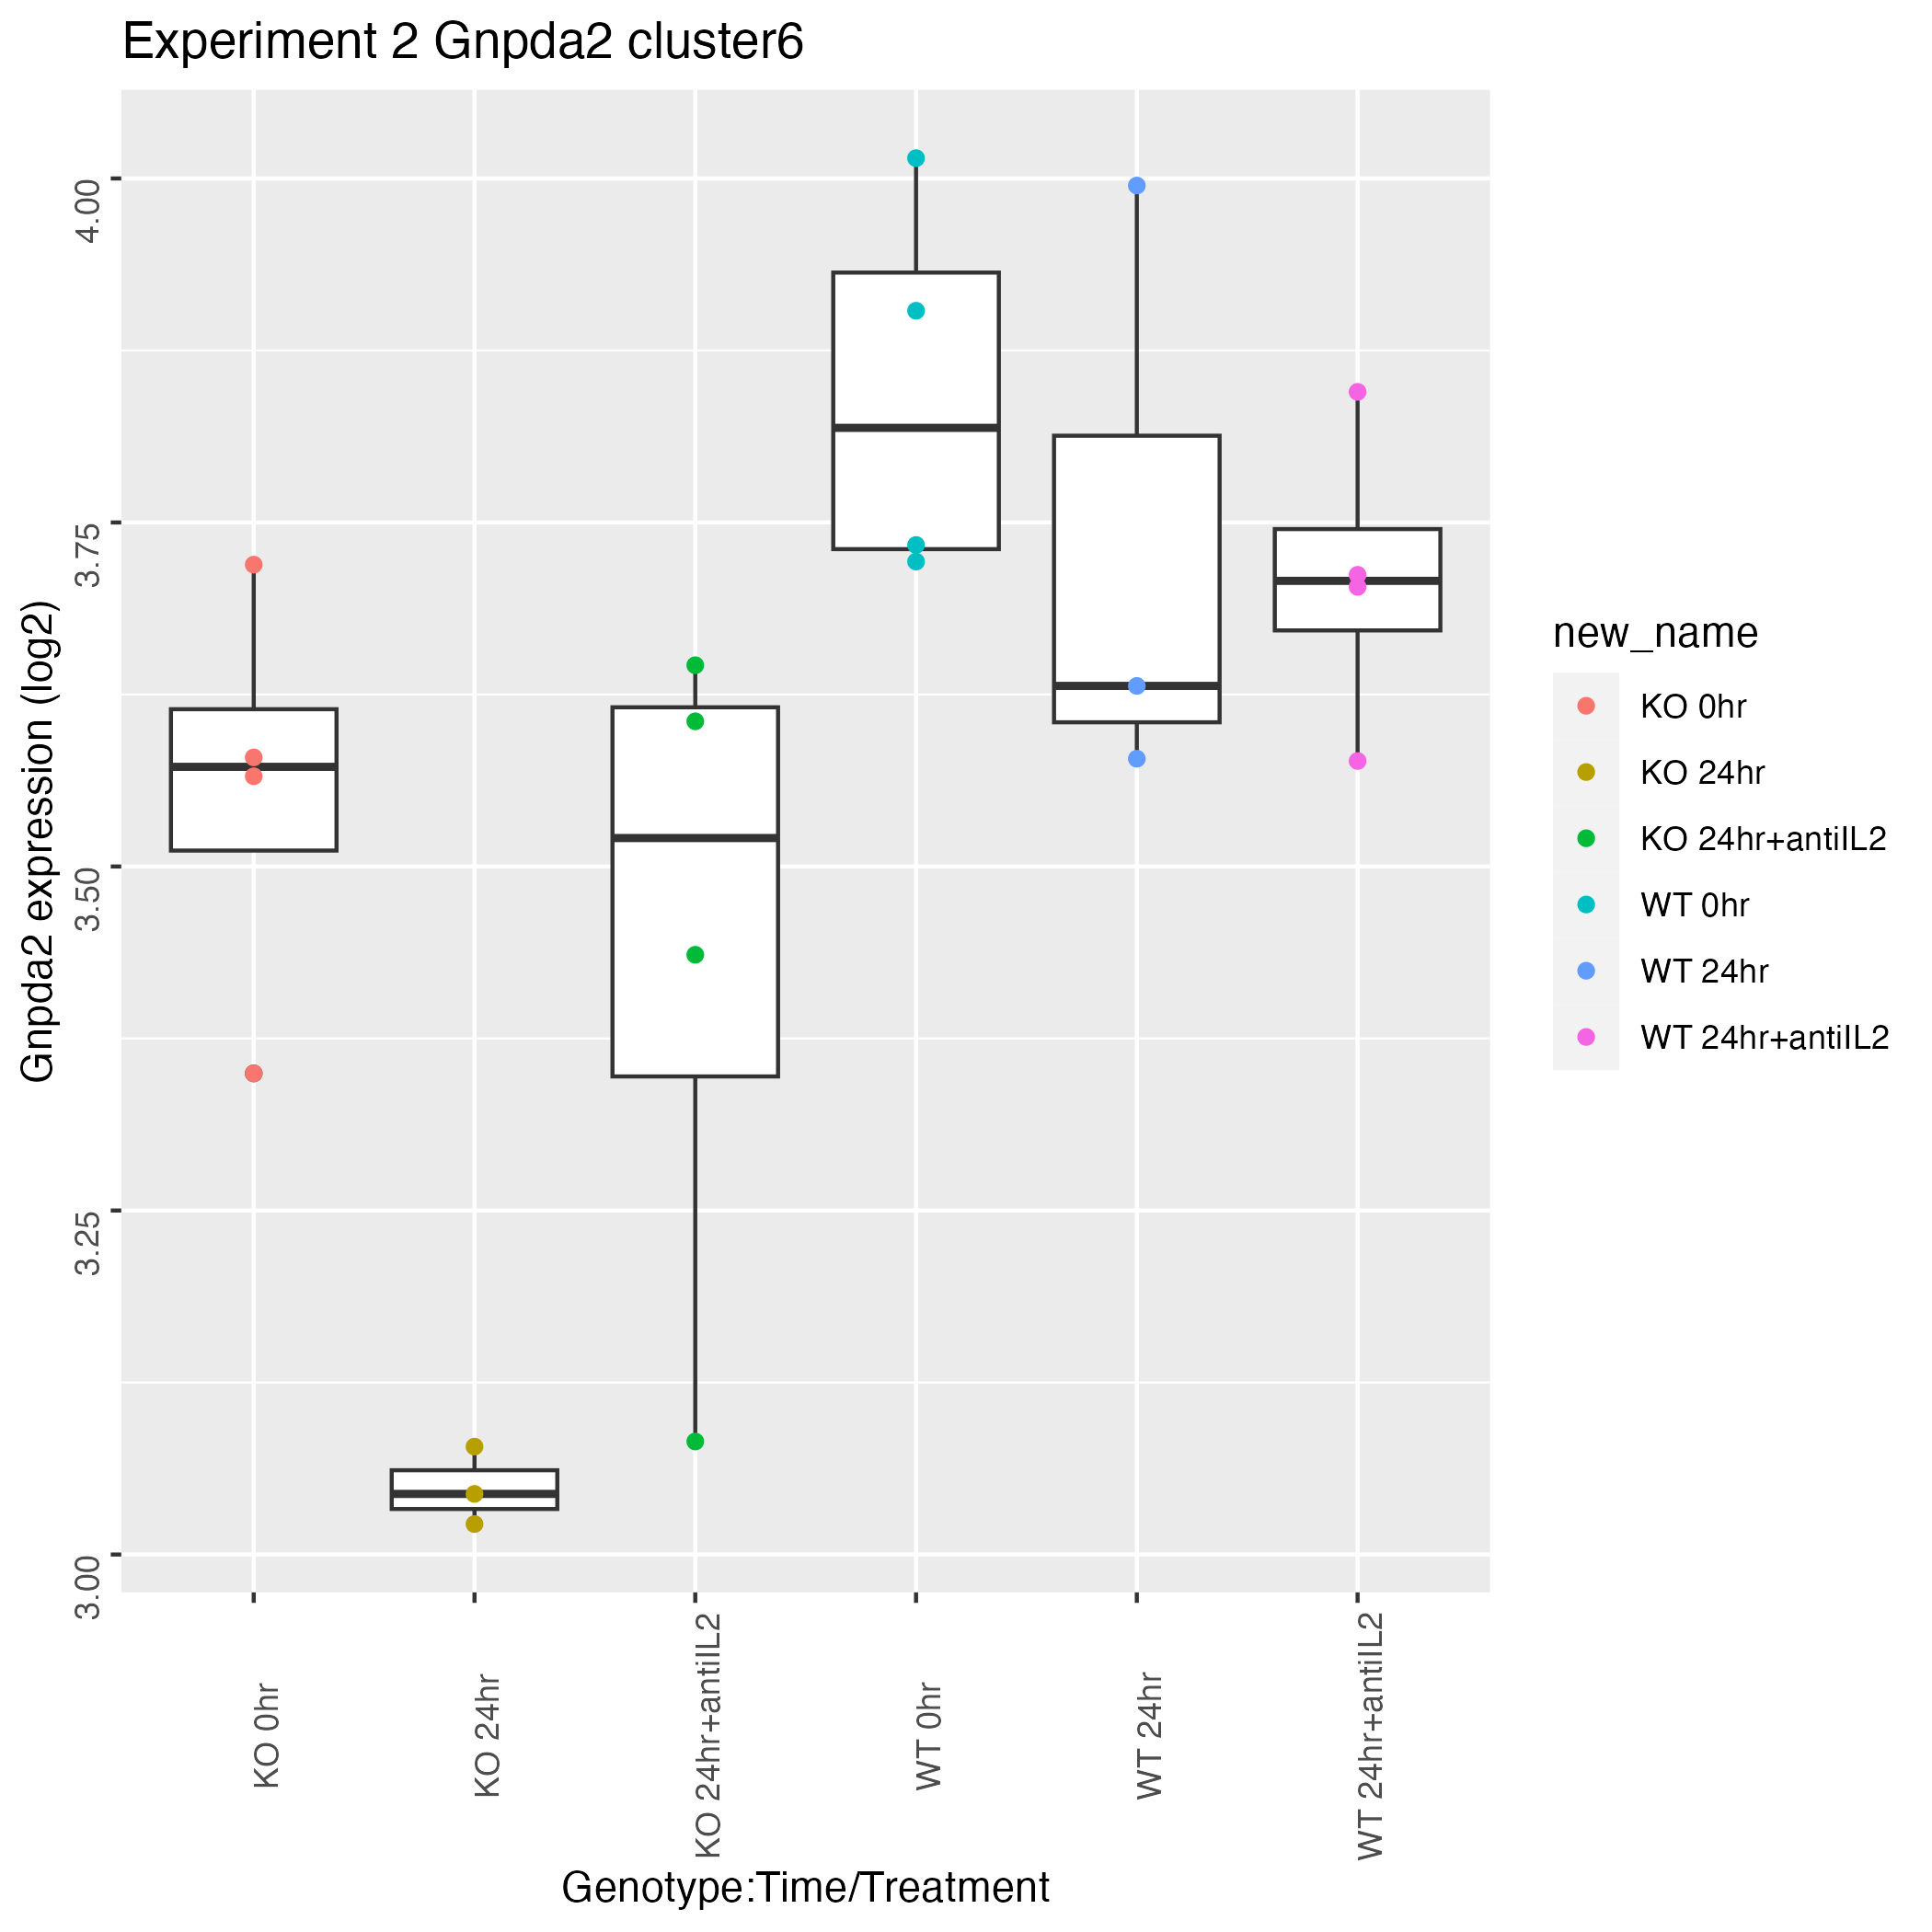 Experiment 2 Gnpda2 cluster6
Gnpda2 expression (log2)
4.00
3.75
3.50
3.25
3.00
KO 0hr
KO 24hr
KO 24hr+antiIL2
WT 0hr
WT 24hr
WT 24hr+antiIL2
Genotype:Time/Treatment
new_name
KO 0hr
KO 24hr
KO 24hr+antiIL2
WT 0hr
WT 24hr
WT 24hr+antiIL2